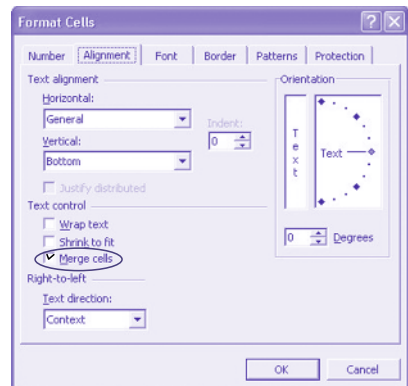 Format Cells
Number Alignment Font Border Patterns Protection
Text alignment
Horizontal:
General
Indent:
Vertical:
0
Bottom
Justify distributed
Text control
Wrap text
Shrink to fit
Merge cells
Right-to-left
Text direction:
Context
Orientation
Text
Text
0 Degrees
OK Cancel